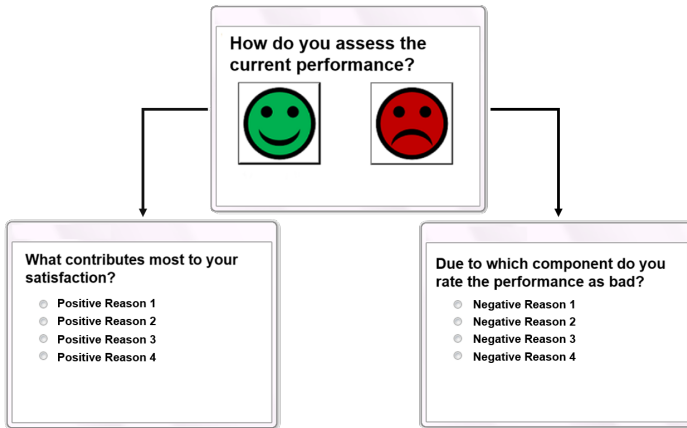 How do you assess the
current performance?
What contributes most to your
satisfaction?
Positive Reason 1
Positive Reason 2
Positive Reason 3
Positive Reason 4
Due to which component do you
rate the performance as bad?
Negative Reason 1
Negative Reason 2
Negative Reason 3
Negative Reason 4